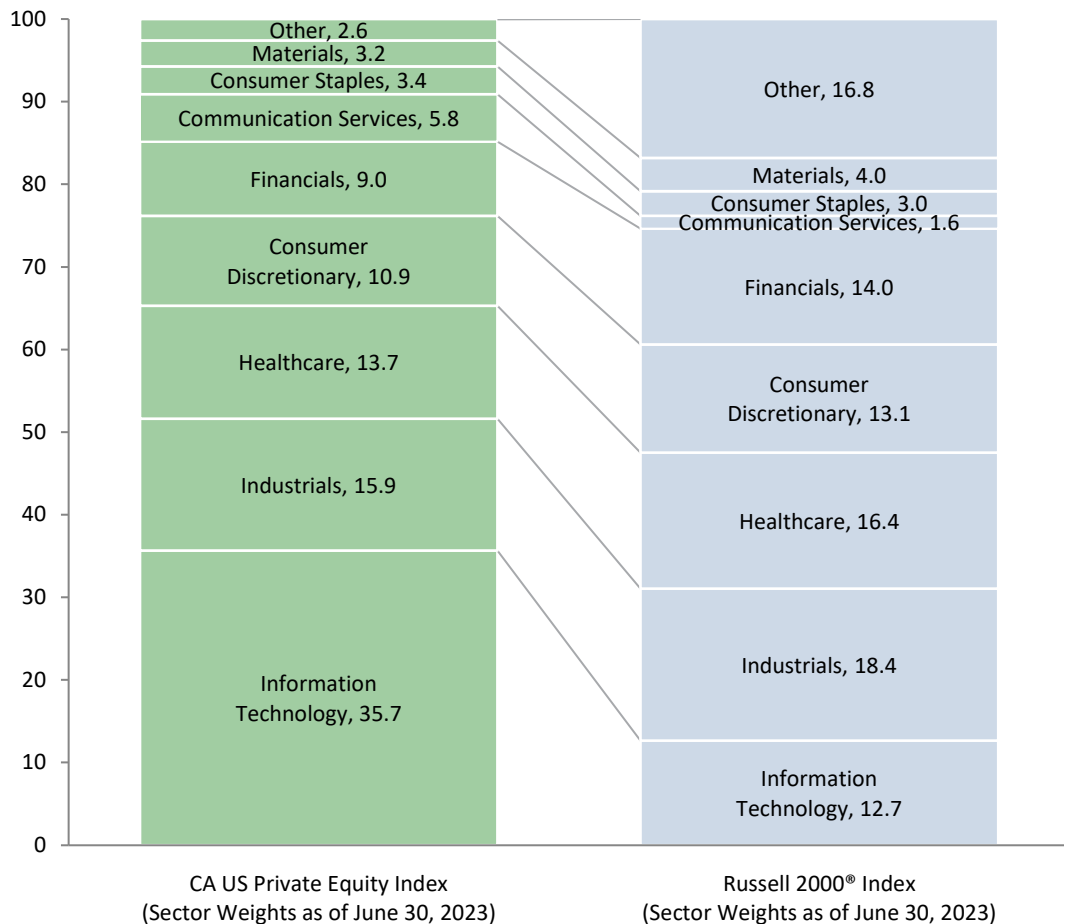 100
90
80
70
60
50
40
30
20
10
0
Other, 2.6
Materials, 3.2
Consumer Staples, 3.4
Communication Services, 5.8
Financials, 9.0
Consumer
Discretionary, 10.9
Healthcare, 13.7
Industrials, 15.9
Information
Technology, 35.7
Other, 16.8
Materials, 4.0
Consumer Staples, 3.0
Communication Services, 1.6
Financials, 14.0
Consumer
Discretionary, 13.1
Healthcare, 16.4
Industrials, 18.4
Information
Technology, 12.7
CA US Private Equity Index
(Sector Weights as of June 30, 2023)
Russell 2000® Index
(Sector Weights as of June 30, 2023)